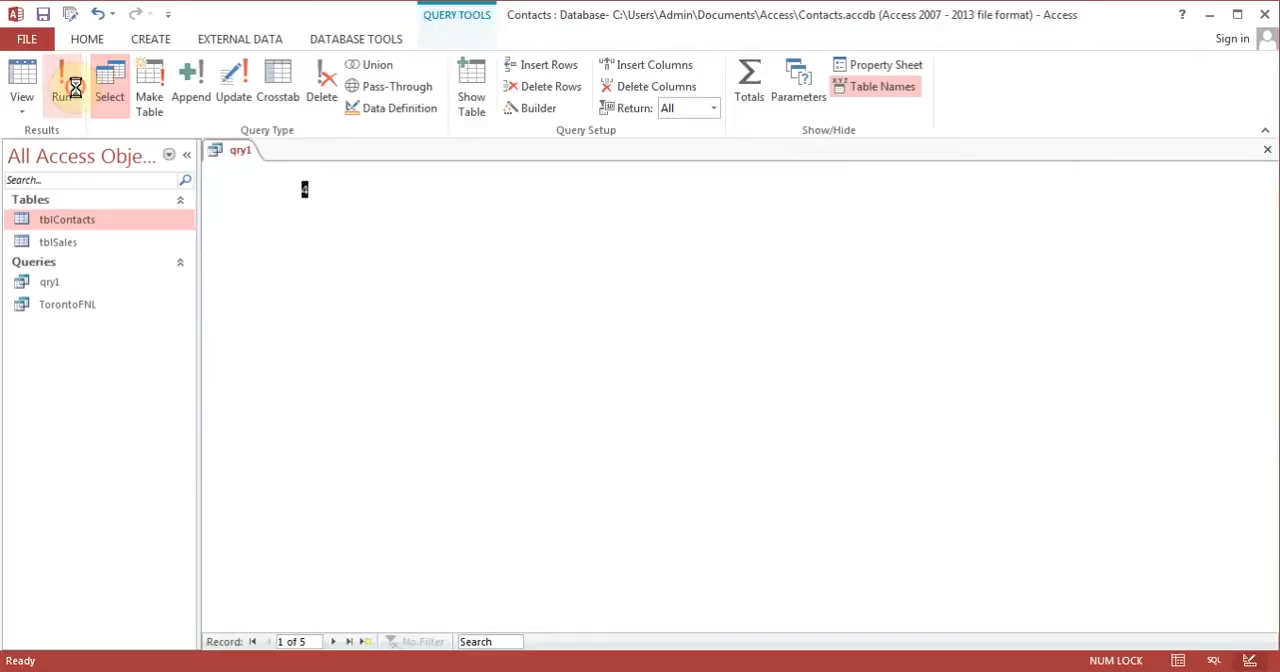 QUERY TOOLS
Contacts : Database- C:\Users\Admin\Documents\Access\Contacts.accdb (Access 2007 - 2013 file format) - Access
?
FILE
HOME
CREATE
EXTERNAL DATA
DATABASE TOOLS
Sign in
View
Run
Select
Make
Table
Append
Update
Crosstab
Delete
Union
Pass-Through
Data Definition
Show
Table
Insert Rows
Delete Rows
Builder
Insert Columns
Delete Columns
Return: All
Totals
Parameters
Property Sheet
Table Names
Results
Query Type
Query Setup
Show/Hide
All Access Obje...
qry1
4
Search...
Tables
tblContacts
tblSales
Queries
qry1
TorontoFNL
Record:
1 of 5
No Filter
Search
Ready
NUM LOCK
SQL